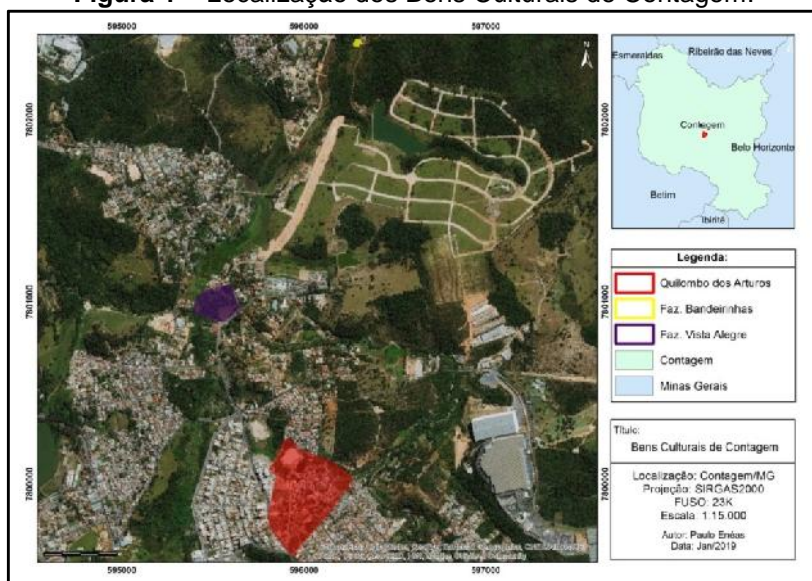 Figura 1 – Localização dos Bens Culturais de Contagem.
595000
596000
597000
7802000
7801000
7800000
N
7802000
7801000
7800000
595000
596000
597000
Esmeraldas
Ribeirão das Neves
Contagem
Belo Horizonte
Betim
Ibirité
Legenda:
Quilombo dos Arturos
Faz. Bandeirinhas
Faz. Vista Alegre
Contagem
Minas Gerais
Título:
Bens Culturais de Contagem
Localização: Contagem/MG
Projeção: SIRGAS2000
FUSO: 23K
Escala: 1:15.000
Autor: Paulo Enéas
Data: Jan/2019